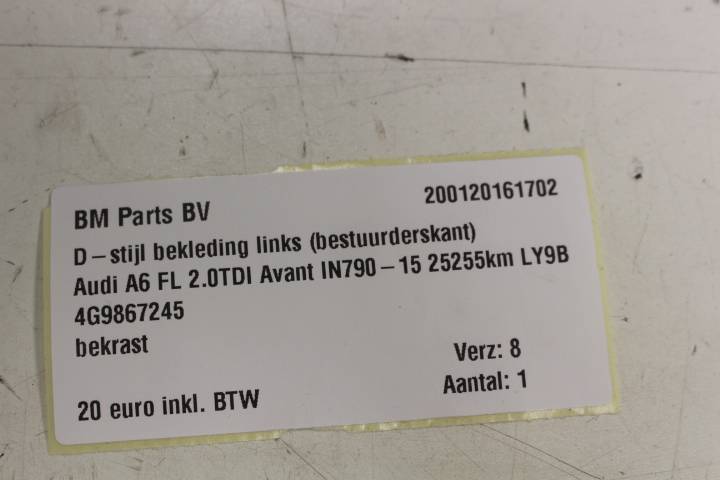 BM Parts BV 200120161702
D-stijl bekleding links (bestuurderskant)
Audi A6 FL 2.0TDI Avant IN790-15 25255km LY9B
4G9867245
bekrast
Verz: 8
20 euro inkl. BTW Aantal: 1